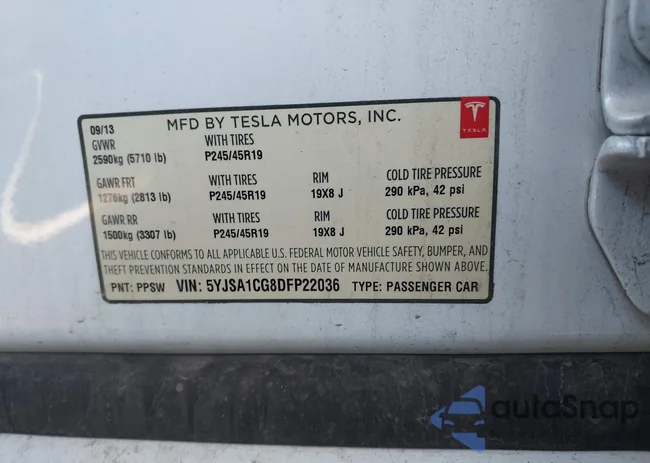 09/13 MFD BY TESLA MOTORS, INC.
TESLA
GVWR WITH TIRES
2590kg (5710 lb) P245/45R19
GAWR FRT WITH TIRES RIM COLD TIRE PRESSURE
1276kg (2813 lb) P245/45R19 19X8 J 290 kPa, 42 psi
GAWR RR WITH TIRES RIM COLD TIRE PRESSURE
1500kg (3307 lb) P245/45R19 19X8 J 290 kPa, 42 psi
THIS VEHICLE CONFORMS TO ALL APPLICABLE U.S. FEDERAL MOTOR VEHICLE SAFETY, BUMPER, AND
THEFT PREVENTION STANDARDS IN EFFECT ON THE DATE OF MANUFACTURE SHOWN ABOVE.
PNT: PPSW VIN: 5YJSA1CG8DFP22036 TYPE: PASSENGER CAR
autoSnap